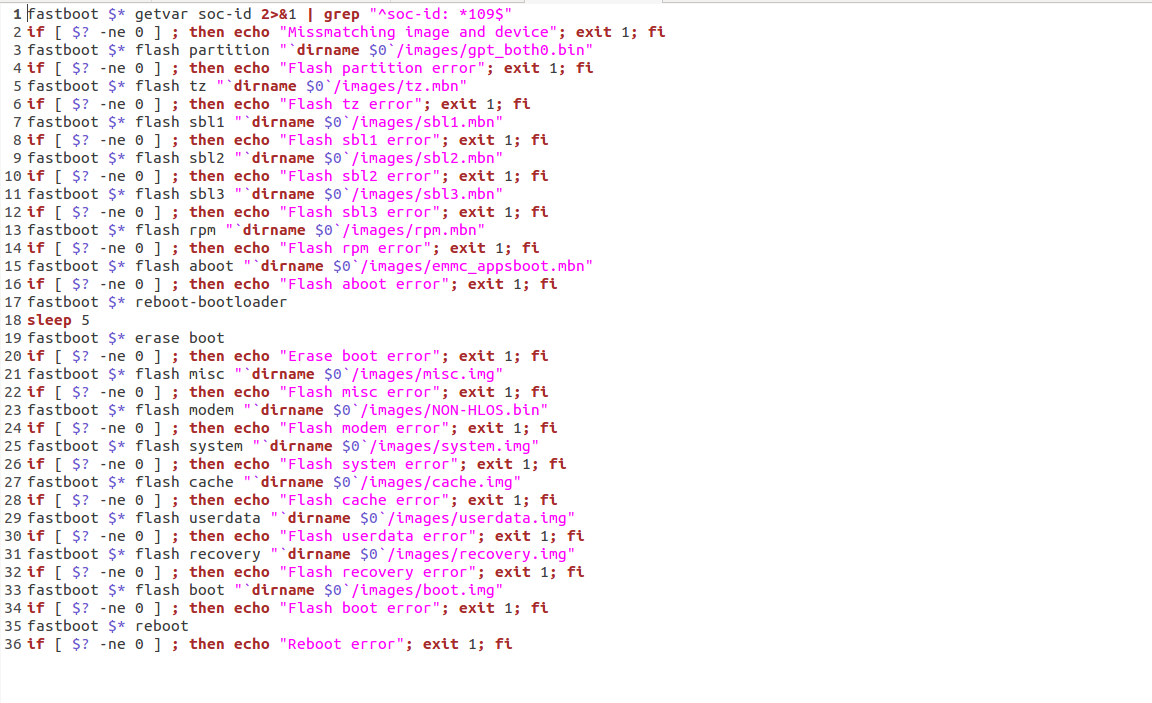 1 fastboot $* getvar soc-id 2>&1 | grep "^soc-id: *109$"
2 if [ $? -ne 0 ] ; then echo "Missmatching image and device"; exit 1; fi
3 fastboot $* flash partition "`dirname $0`/images/gpt_both0.bin"
4 if [ $? -ne 0 ] ; then echo "Flash partition error"; exit 1; fi
5 fastboot $* flash tz "`dirname $0`/images/tz.mbn"
6 if [ $? -ne 0 ] ; then echo "Flash tz error"; exit 1; fi
7 fastboot $* flash sbl1 "`dirname $0`/images/sbl1.mbn"
8 if [ $? -ne 0 ] ; then echo "Flash sbl1 error"; exit 1; fi
9 fastboot $* flash sbl2 "`dirname $0`/images/sbl2.mbn"
10 if [ $? -ne 0 ] ; then echo "Flash sbl2 error"; exit 1; fi
11 fastboot $* flash sbl3 "`dirname $0`/images/sbl3.mbn"
12 if [ $? -ne 0 ] ; then echo "Flash sbl3 error"; exit 1; fi
13 fastboot $* flash rpm "`dirname $0`/images/rpm.mbn"
14 if [ $? -ne 0 ] ; then echo "Flash rpm error"; exit 1; fi
15 fastboot $* flash aboot "`dirname $0`/images/emmc_appsboot.mbn"
16 if [ $? -ne 0 ] ; then echo "Flash aboot error"; exit 1; fi
17 fastboot $* reboot-bootloader
18 sleep 5
19 fastboot $* erase boot
20 if [ $? -ne 0 ] ; then echo "Erase boot error"; exit 1; fi
21 fastboot $* flash misc "`dirname $0`/images/misc.img"
22 if [ $? -ne 0 ] ; then echo "Flash misc error"; exit 1; fi
23 fastboot $* flash modem "`dirname $0`/images/NON-HLOS.bin"
24 if [ $? -ne 0 ] ; then echo "Flash modem error"; exit 1; fi
25 fastboot $* flash system "`dirname $0`/images/system.img"
26 if [ $? -ne 0 ] ; then echo "Flash system error"; exit 1; fi
27 fastboot $* flash cache "`dirname $0`/images/cache.img"
28 if [ $? -ne 0 ] ; then echo "Flash cache error"; exit 1; fi
29 fastboot $* flash userdata "`dirname $0`/images/userdata.img"
30 if [ $? -ne 0 ] ; then echo "Flash userdata error"; exit 1; fi
31 fastboot $* flash recovery "`dirname $0`/images/recovery.img"
32 if [ $? -ne 0 ] ; then echo "Flash recovery error"; exit 1; fi
33 fastboot $* flash boot "`dirname $0`/images/boot.img"
34 if [ $? -ne 0 ] ; then echo "Flash boot error"; exit 1; fi
35 fastboot $* reboot
36 if [ $? -ne 0 ] ; then echo "Reboot error"; exit 1; fi